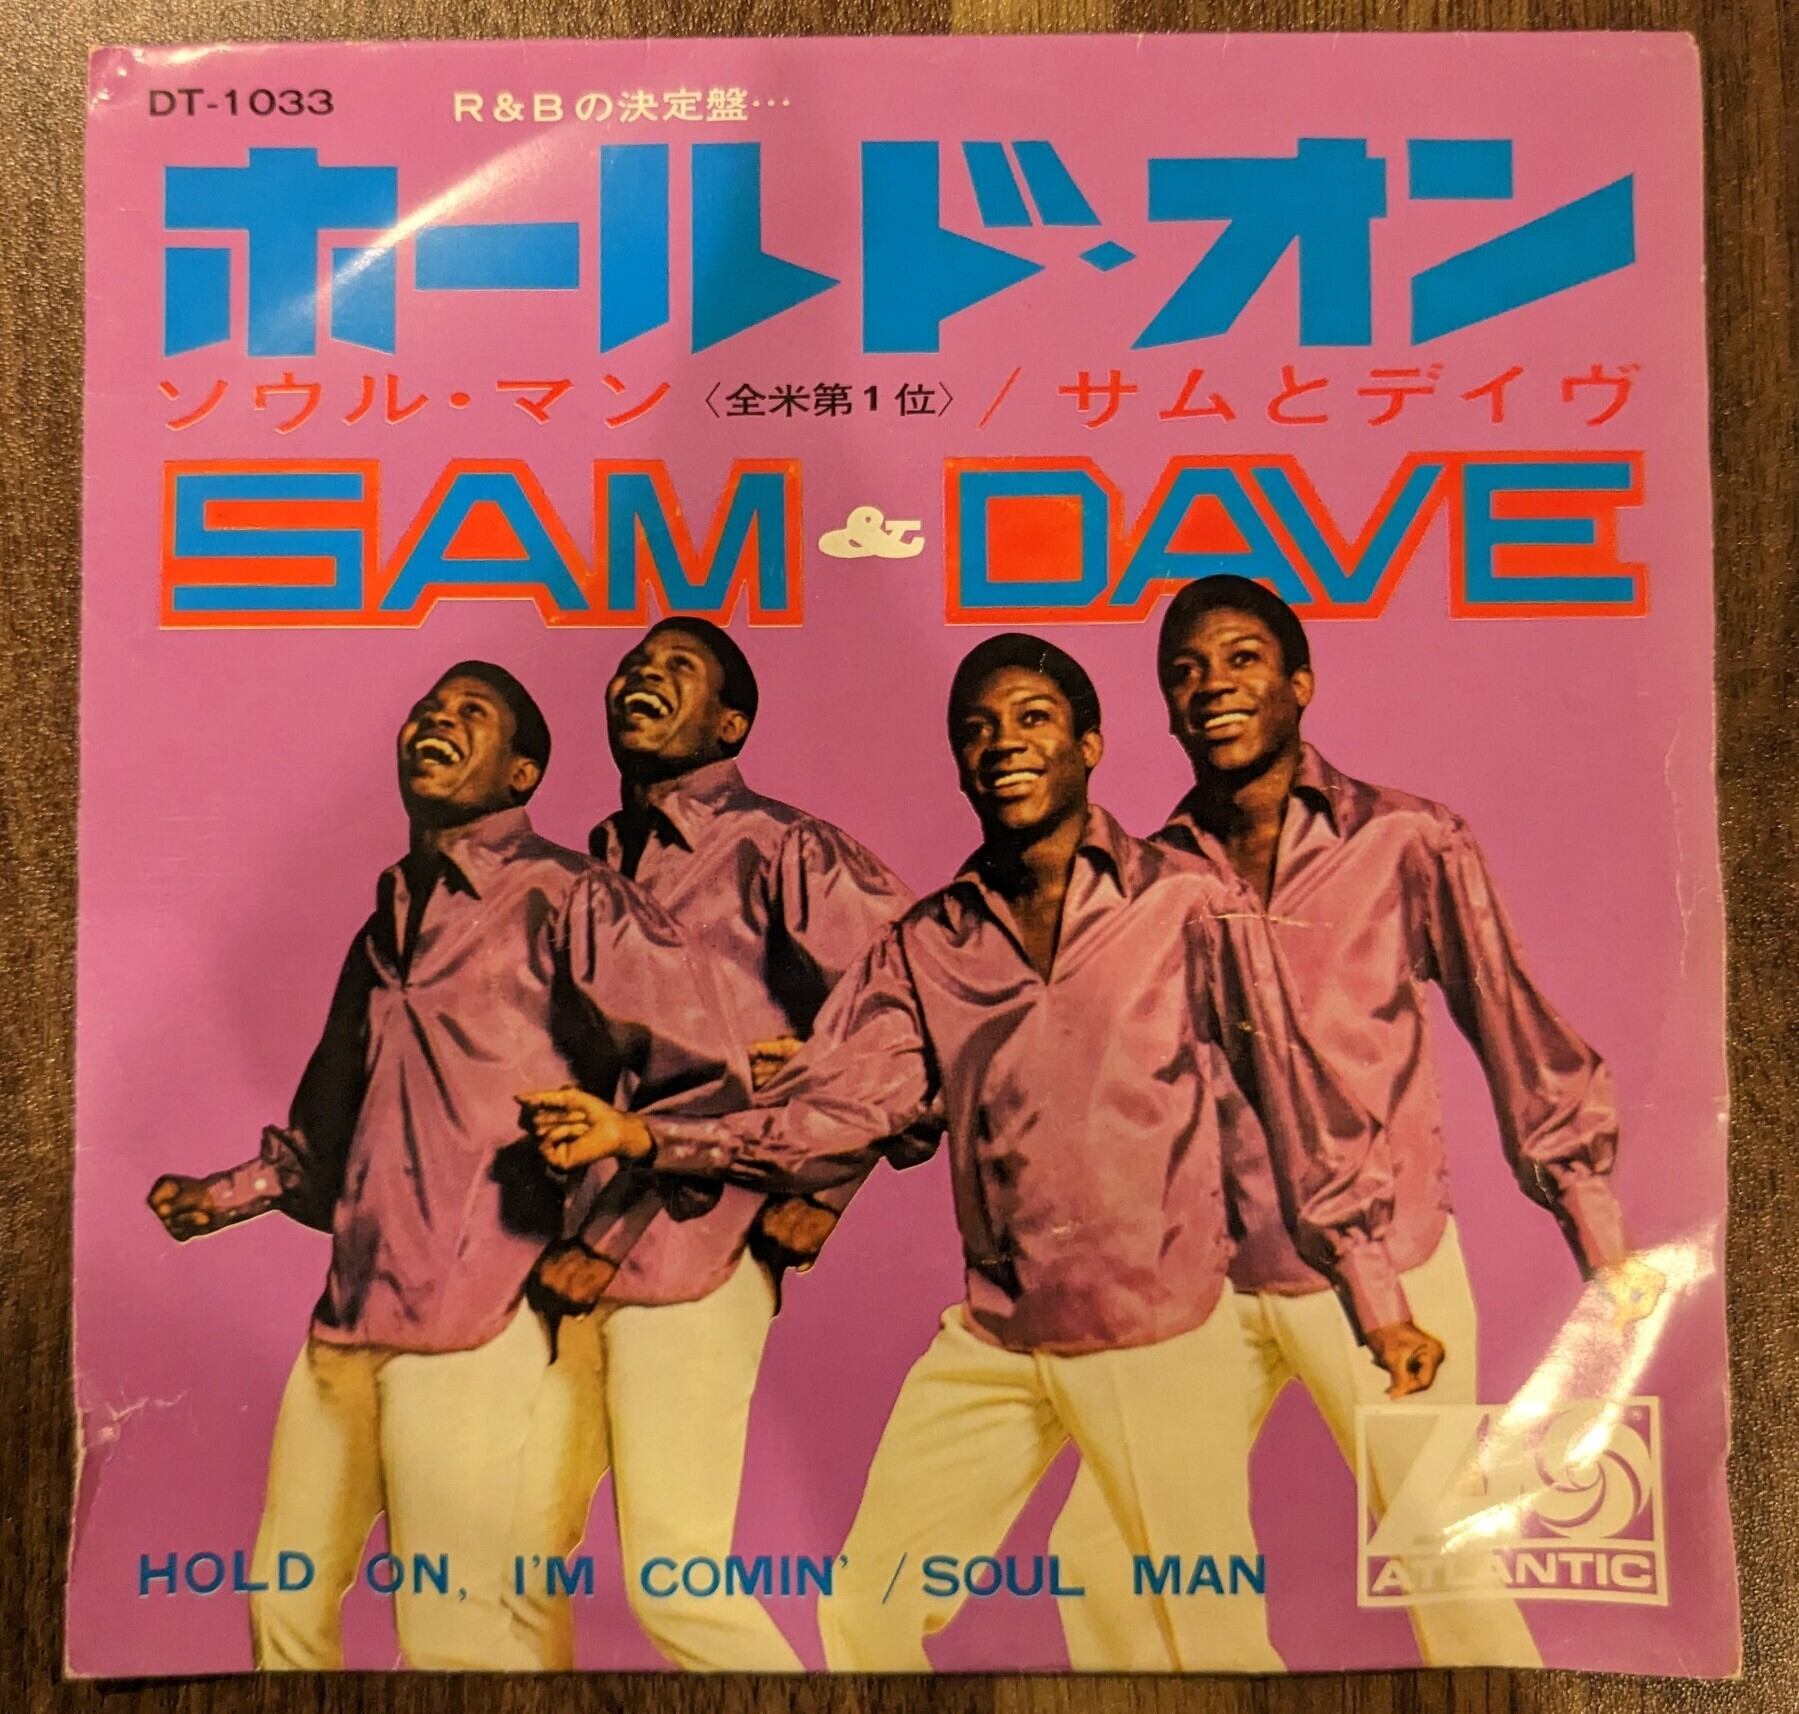 DT-1033 R&Bの決定盤…
ホールド・オン
ソウル・マン〈全米第1位〉/サムとデイヴ
SAM & DAVE
HOLD ON, I'M COMIN' / SOUL MAN
ATLANTIC